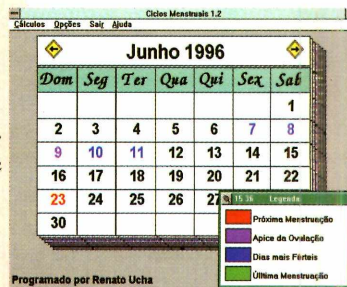 Ciclos Menstruais 1.2
Cálculos Opções Sair Ajuda
Junho 1996
Dom Seg Ter Qua Qui Sex Sab
1
2 3 4 5 6 7 8
9 10 11 12 13 14 15
16 17 18 19 20 21 22
23 24 25 26 27
30
15:36 Legenda
Próxima Menstruação
Apice da Ovulação
Dias mais Férteis
Última Menstruação
Programado por Renato Ucha